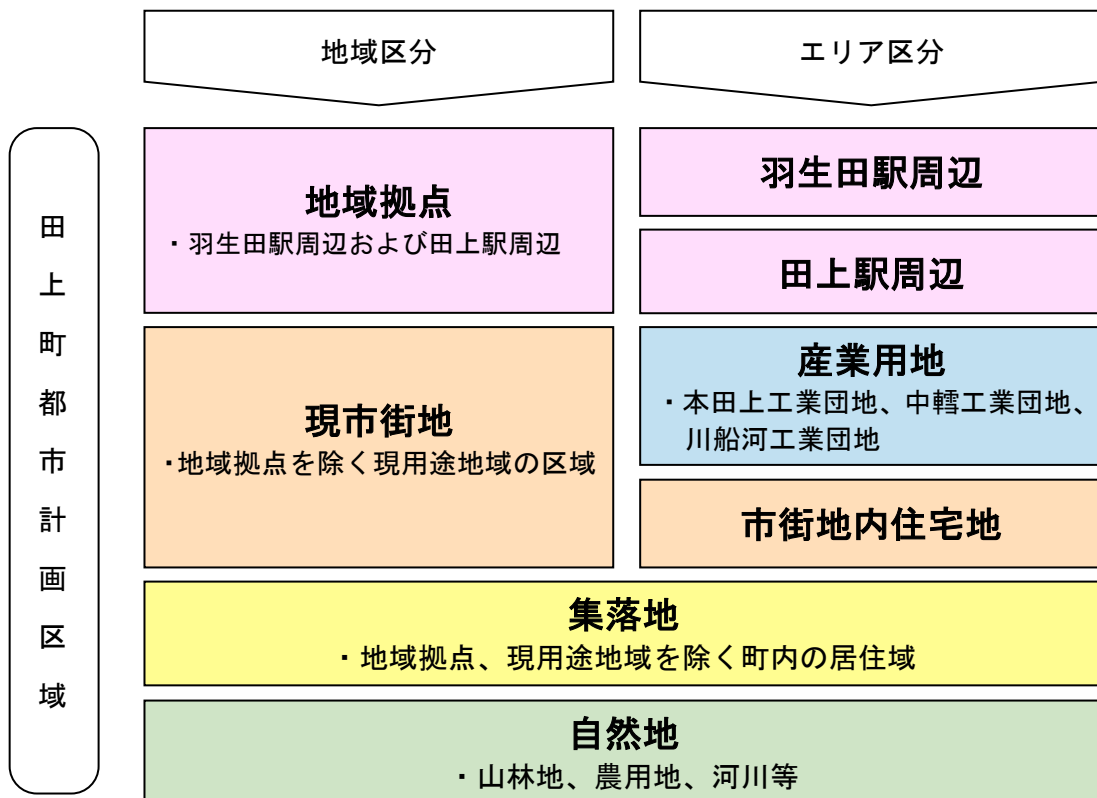 地域区分
エリア区分
田上町都市計画区域
地域拠点
・羽生田駅周辺および田上駅周辺
羽生田駅周辺
田上駅周辺
現市街地
・地域拠点を除く現用途地域の区域
産業用地
・本田上工業団地、中轌工業団地、
川船河工業団地
市街地内住宅地
集落地
・地域拠点、現用途地域を除く町内の居住域
自然地
・山林地、農用地、河川等